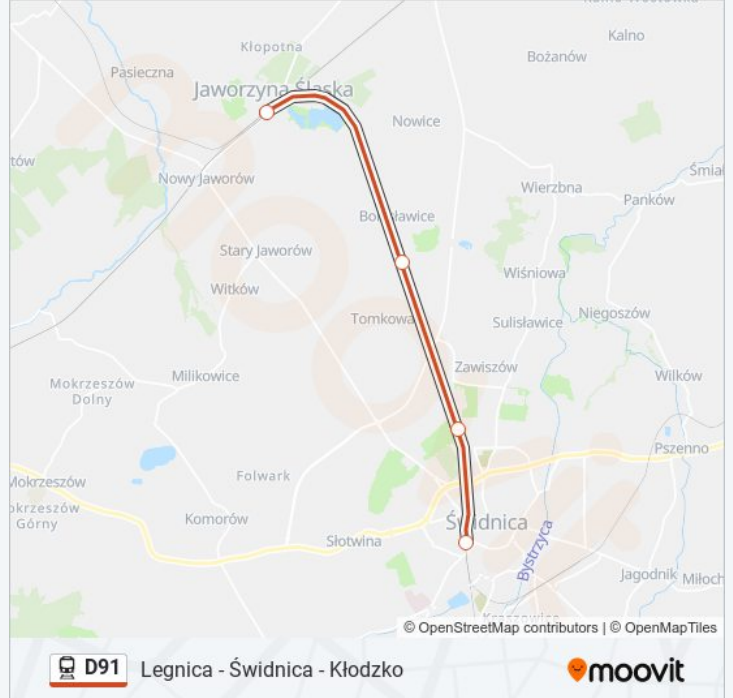 Kalno
Kłopotna
Bożanów
Pasieczna
Jaworzyna Śląska
Nowice
Nowy Jaworów
Wierzbna
Panków
Stary Jaworów
Wiśniowa
Witków
Tomkowa
Niegoszów
Sulisławice
Zawiszów
Mokrzeszów
Dolny
Milikowice
Wilków
Pszenno
Folwark
Mokrzeszów
Górny
Komorów
Świdnica
Słotwina
Bystrzyca
Jagodnik
© OpenStreetMap contributors | © OpenMapTiles
D91 Legnica - Świdnica - Kłodzko
moovit